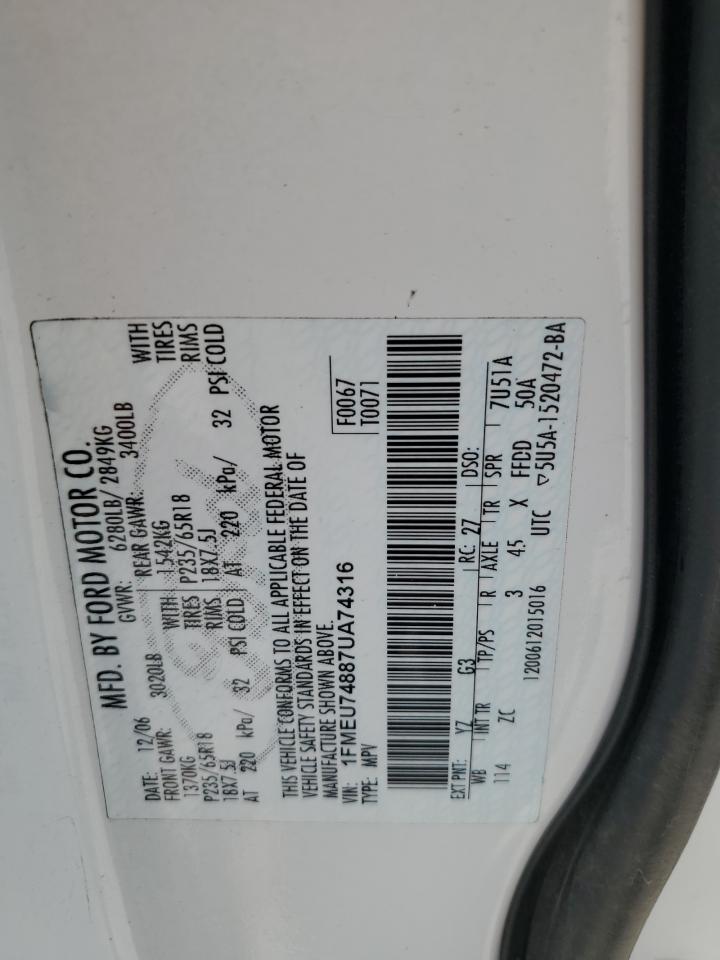 MFD. BY FORD MOTOR CO.
DATE: 12/06 GVWR: 6280LB/ 2849KG
FRONT GAWR: 3020LB REAR GAWR: 3400LB
1370KG WITH 1542KG WITH
P235/65R18 TIRES P235/65R18 TIRES
18X7.5J RIMS 18X7.5J RIMS
AT 220 kPa/ 32 PSI COLD AT 220 kPa/ 32 PSI COLD
THIS VEHICLE CONFORMS TO ALL APPLICABLE FEDERAL MOTOR
VEHICLE SAFETY STANDARDS IN EFFECT ON THE DATE OF
MANUFACTURE SHOWN ABOVE.
VIN: 1FMEU74887UA74316 F0067
TYPE: MPV T0071
EXT PNT: YZ G3 RC: 27 DSO:
WB INT TR TP/PS R AXLE TR SPR 7U51A
114 ZC 3 45 X FFDD 50A
1200612015016 UTC ▽5U5A-1520472-BA